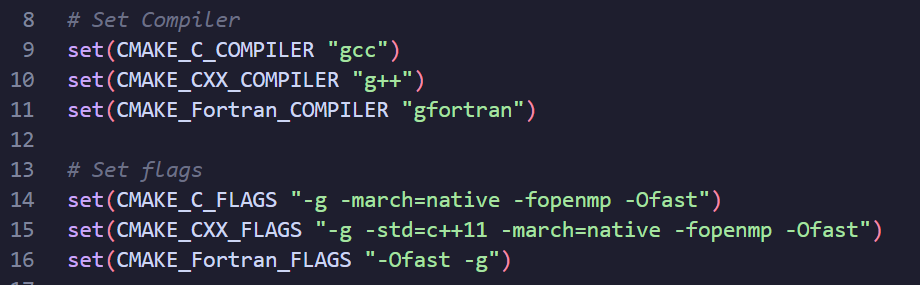 8 # Set Compiler
9 set(CMAKE_C_COMPILER "gcc")
10 set(CMAKE_CXX_COMPILER "g++")
11 set(CMAKE_Fortran_COMPILER "gfortran")
12
13 # Set flags
14 set(CMAKE_C_FLAGS "-g -march=native -fopenmp -Ofast")
15 set(CMAKE_CXX_FLAGS "-g -std=c++11 -march=native -fopenmp -Ofast")
16 set(CMAKE_Fortran_FLAGS "-Ofast -g")